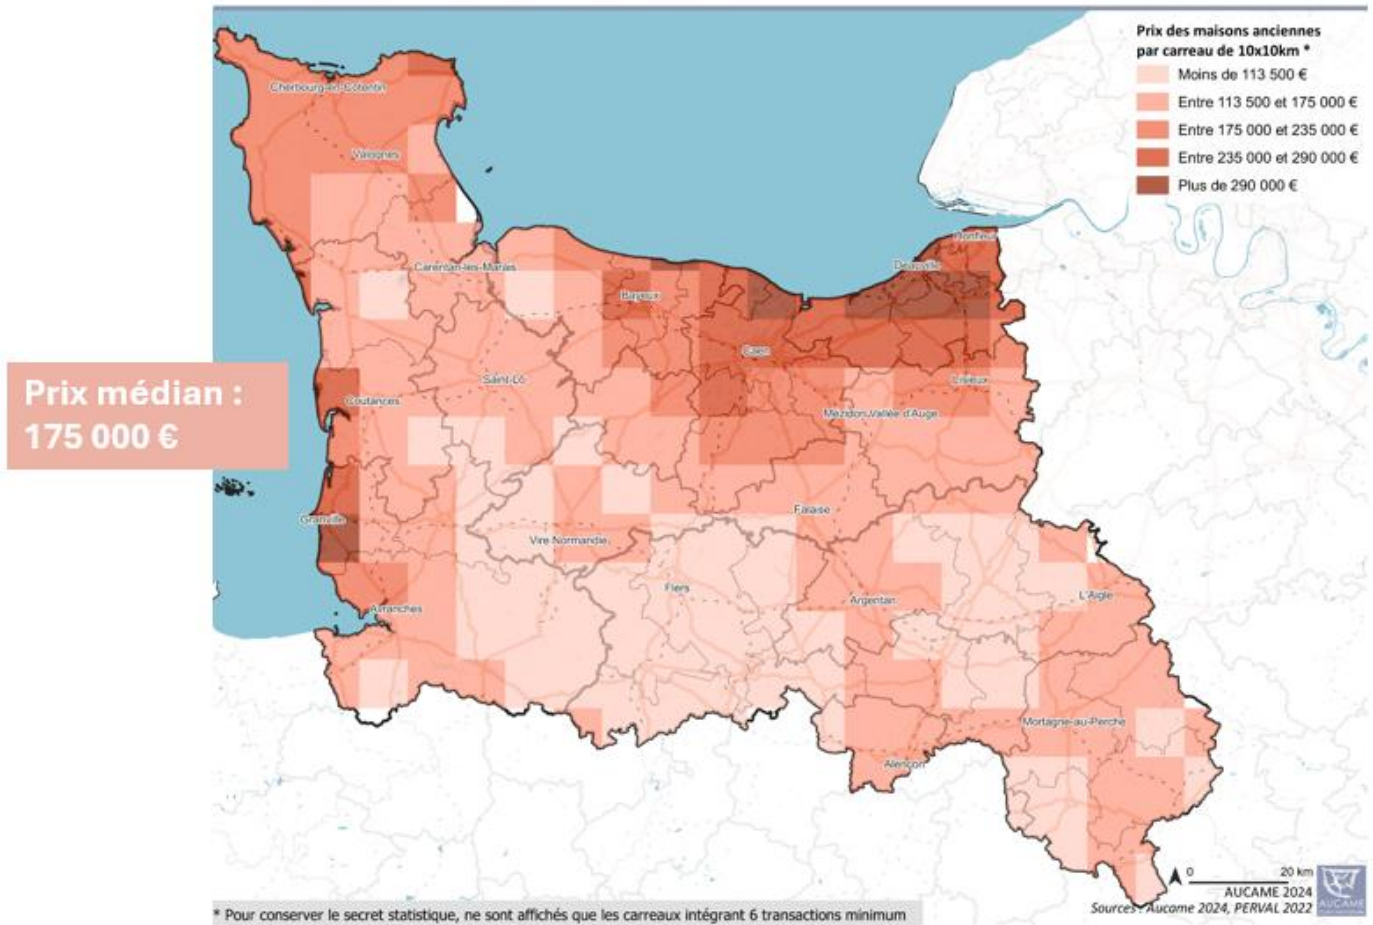 Prix des maisons anciennes
par carreau de 10x10km *
Moins de 113 500 €
Entre 113 500 et 175 000 €
Entre 175 000 et 235 000 €
Entre 235 000 et 290 000 €
Plus de 290 000 €
Cherbourg-en-Cotentin
Valognes
Honfleur
Deauville
Carentan-les-Marais
Bayeux
Caen
Saint-Lô
Lisieux
Prix médian :
175 000 €
Coutances
Mézidon Vallée d'Auge
Granville
Falaise
Vire Normandie
Flers
Argentan
L'Aigle
Avranches
Mortagne-au-Perche
Alençon
0 20 km
AUCAME 2024
Sources : Aucame 2024, PERVAL 2022
AUCAME
* Pour conserver le secret statistique, ne sont affichés que les carreaux intégrant 6 transactions minimum